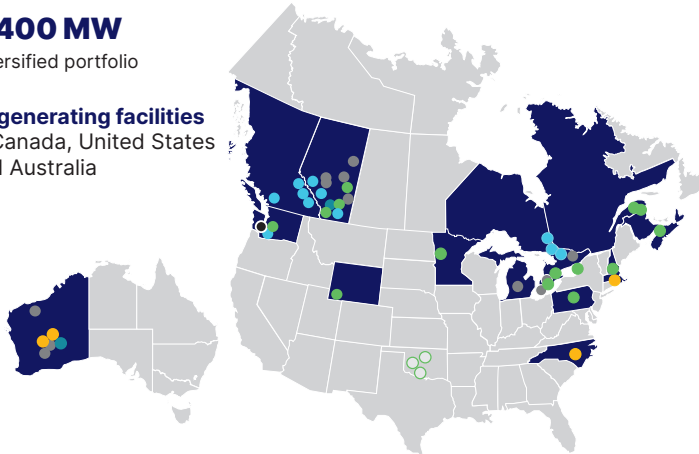 400 MW
ersified portfolio
generating facilities
Canada, United States
Australia